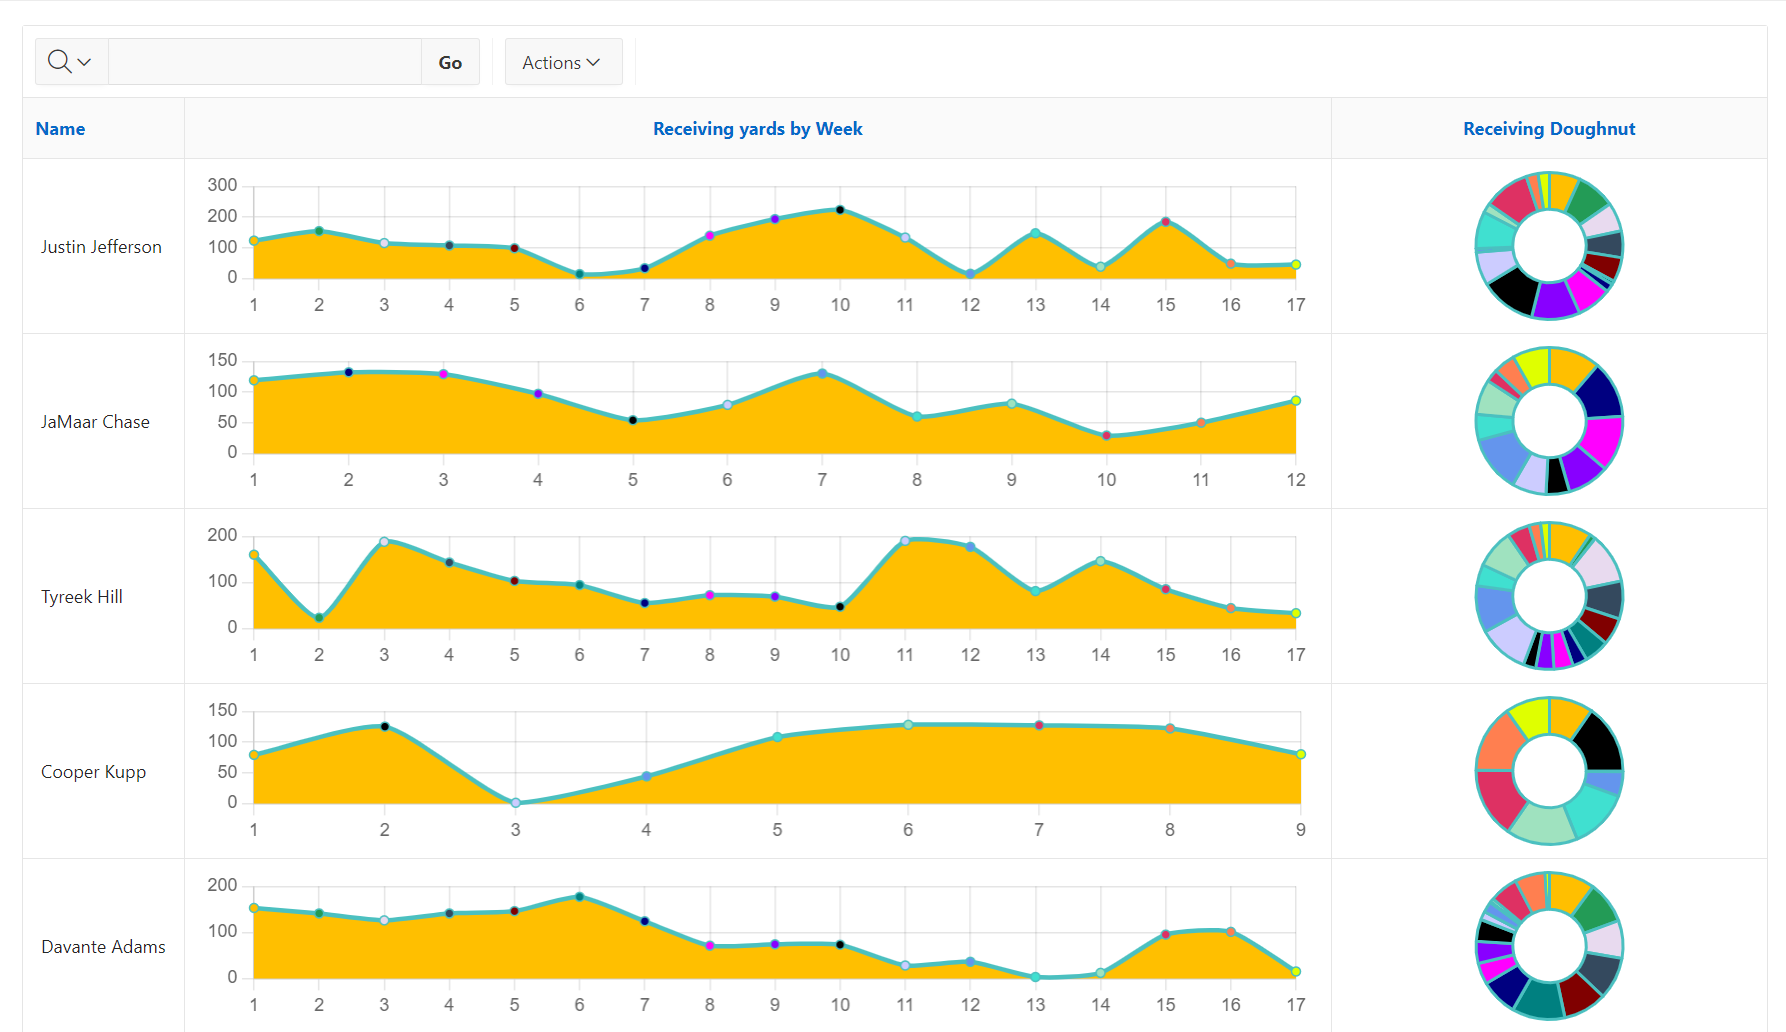 Go Actions
Name Receiving yards by Week Receiving Doughnut
300
200
100
0
Justin Jefferson
1 2 3 4 5 6 7 8 9 10 11 12 13 14 15 16 17
150
100
50
0
JaMaar Chase
1 2 3 4 5 6 7 8 9 10 11 12
200
100
0
Tyreek Hill
1 2 3 4 5 6 7 8 9 10 11 12 13 14 15 16 17
150
100
50
0
Cooper Kupp
1 2 3 4 5 6 7 8 9
200
100
0
Davante Adams
1 2 3 4 5 6 7 8 9 10 11 12 13 14 15 16 17